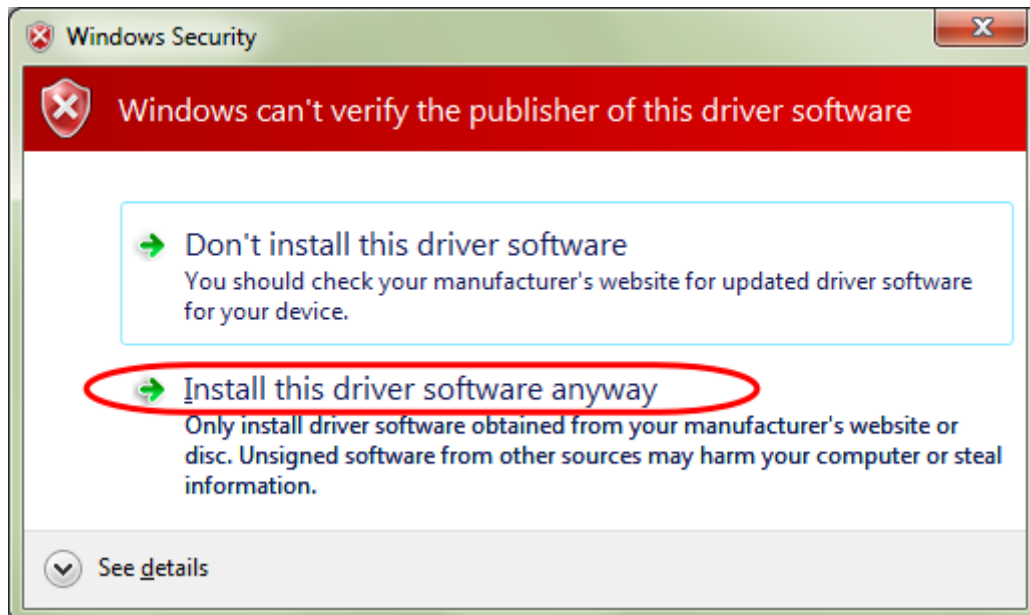 Windows Security
Windows can't verify the publisher of this driver software
Don't install this driver software
You should check your manufacturer's website for updated driver software
for your device.
Install this driver software anyway
Only install driver software obtained from your manufacturer's website or
disc. Unsigned software from other sources may harm your computer or steal
information.
See details